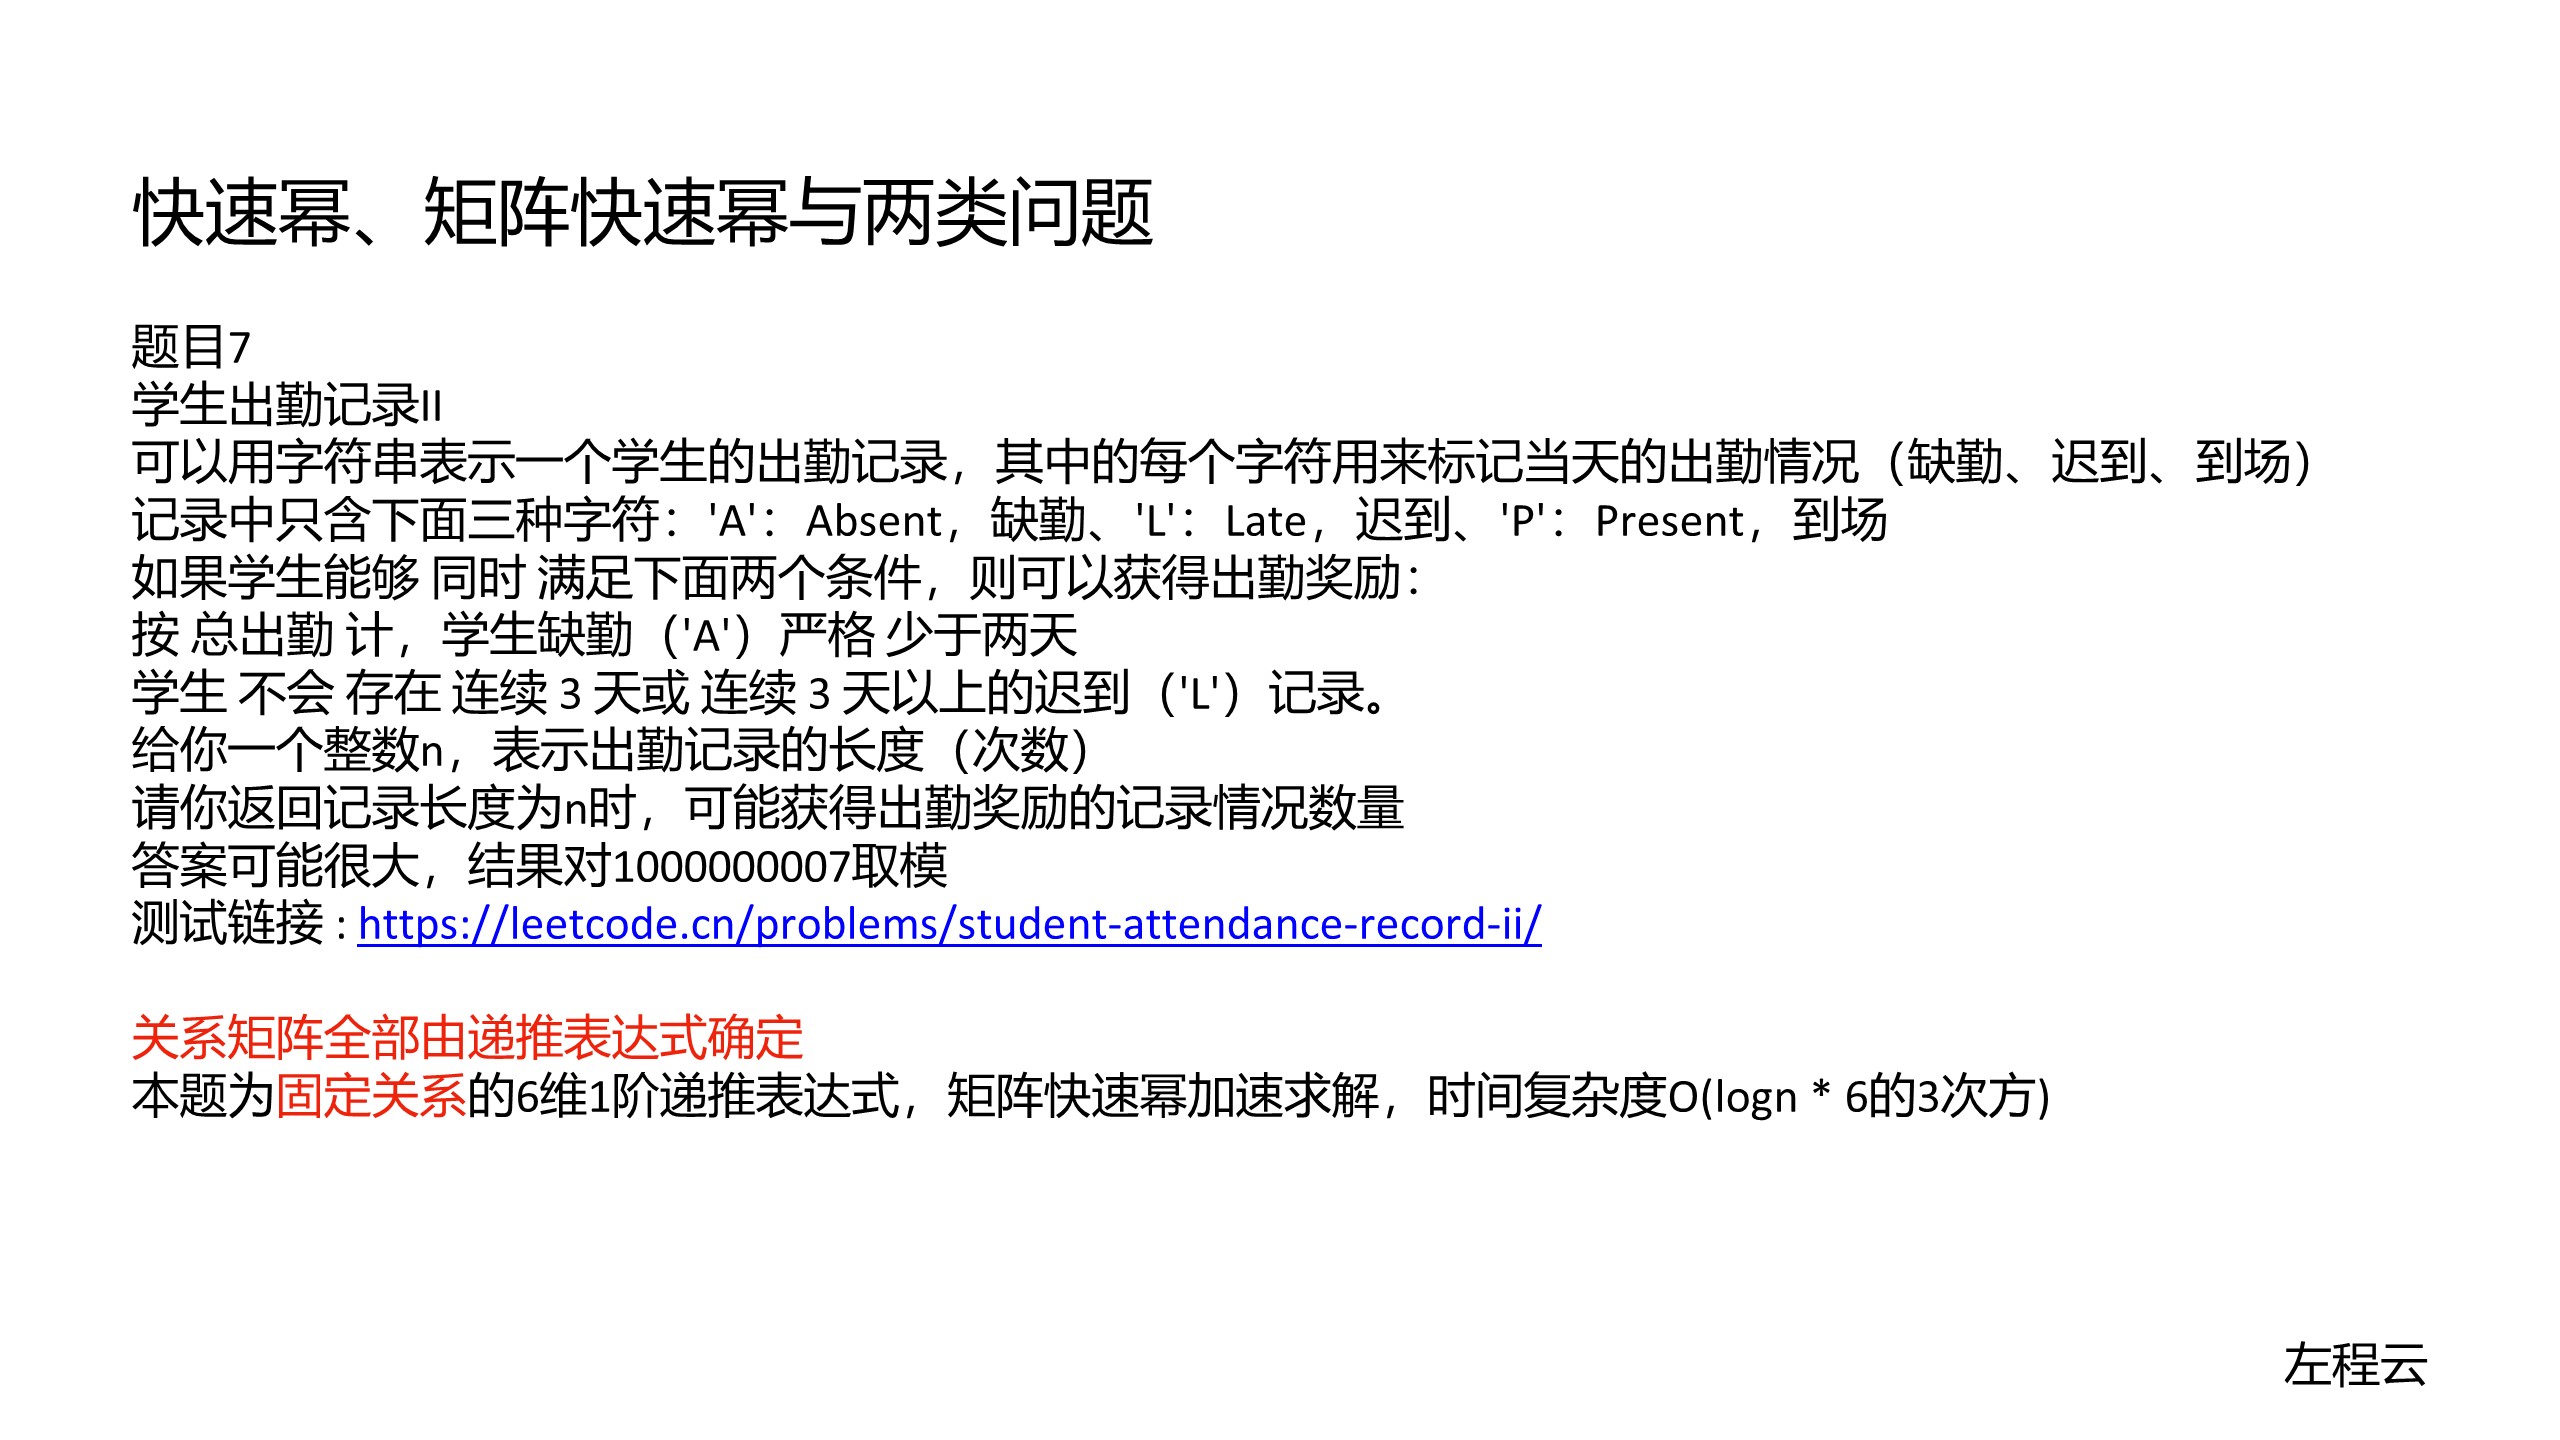 快速幂、矩阵快速幂与两类问题
题目7
学生出勤记录II
可以用字符串表示一个学生的出勤记录，其中的每个字符用来标记当天的出勤情况（缺勤、迟到、到场）
记录中只含下面三种字符：'A'：Absent，缺勤、'L'：Late，迟到、'P'：Present，到场
如果学生能够 同时 满足下面两个条件，则可以获得出勤奖励：
按 总出勤 计，学生缺勤（'A'）严格 少于两天
学生 不会 存在 连续 3 天或 连续 3 天以上的迟到（'L'）记录。
给你一个整数n，表示出勤记录的长度（次数）
请你返回记录长度为n时，可能获得出勤奖励的记录情况数量
答案可能很大，结果对1000000007取模
测试链接 : https://leetcode.cn/problems/student-attendance-record-ii/
关系矩阵全部由递推表达式确定
本题为固定关系的6维1阶递推表达式，矩阵快速幂加速求解，时间复杂度O(logn * 6的3次方)
左程云